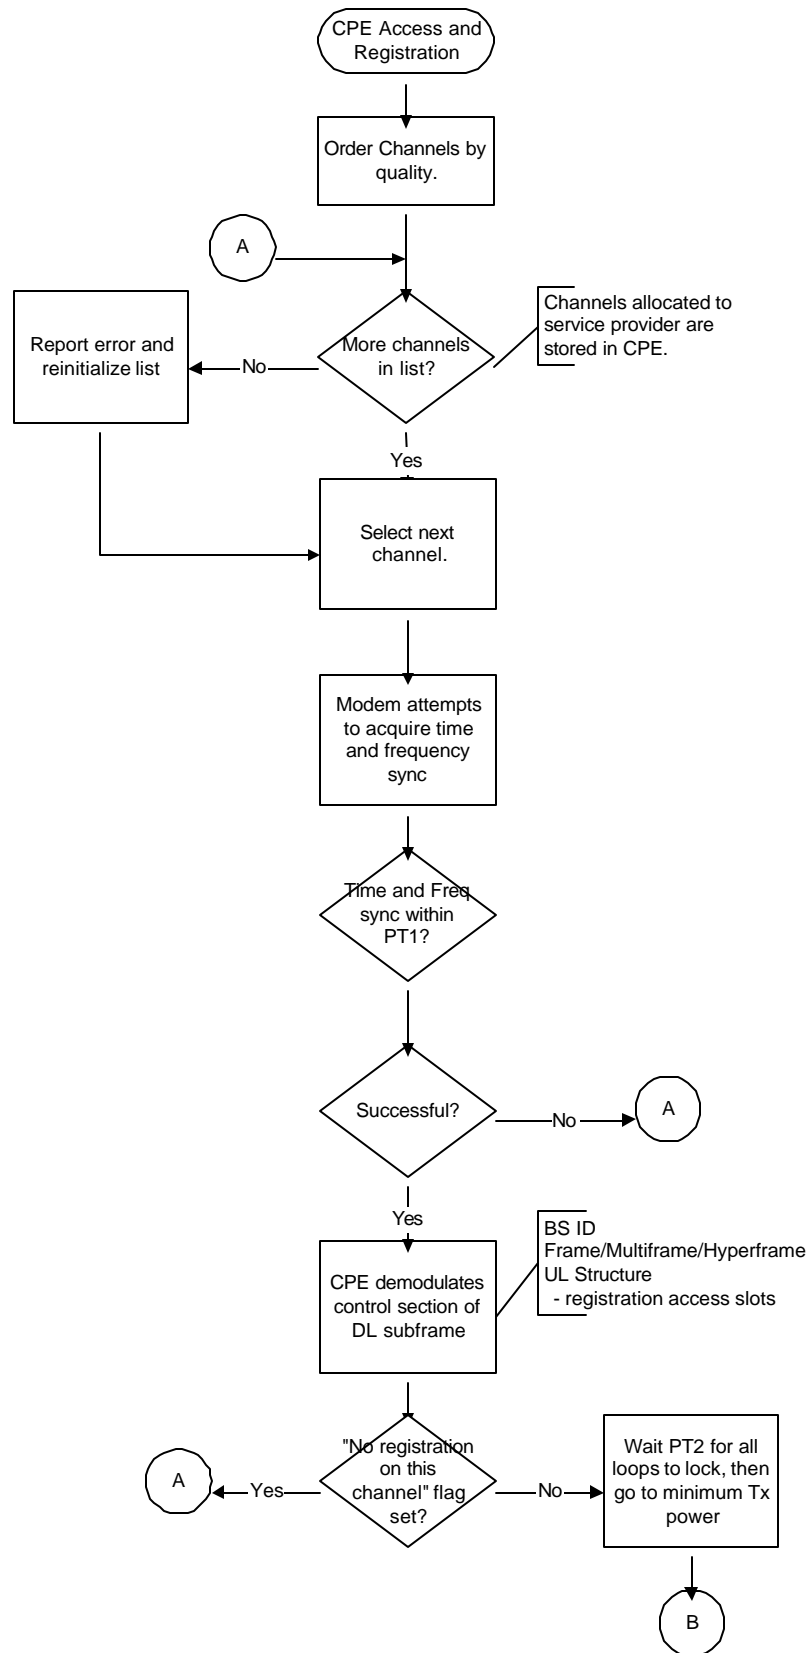 CPE Access and
Registration
Order Channels by
quality.
A
More channels
in list?
Channels allocated to
service provider are
stored in CPE.
Report error and
reinitialize list
No
Yes
Select next
channel.
Modem attempts
to acquire time
and frequency
sync
Time and Freq
sync within
PT1?
Successful?
No
A
Yes
BS ID
Frame/Multiframe/Hyperframe
UL Structure
- registration access slots
CPE demodulates
control section of
DL subframe
"No registration
on this
channel" flag
set?
A
Yes
No
Wait PT2 for all
loops to lock, then
go to minimum Tx
power
B